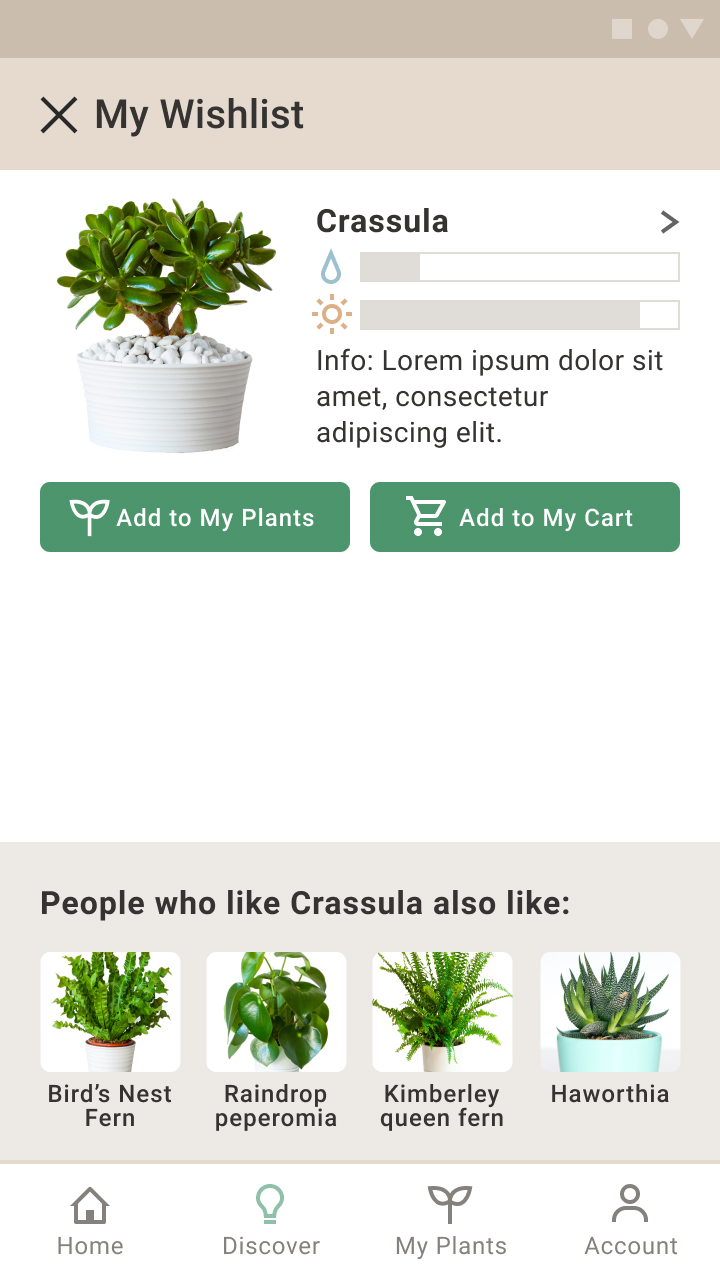 My Wishlist
Crassula
Info: Lorem ipsum dolor sit
amet, consectetur
adipiscing elit.
Add to My Plants
Add to My Cart
People who like Crassula also like:
Bird’s Nest
Fern
Raindrop
peperomia
Kimberley
queen fern
Haworthia
Home
Discover
My Plants
Account